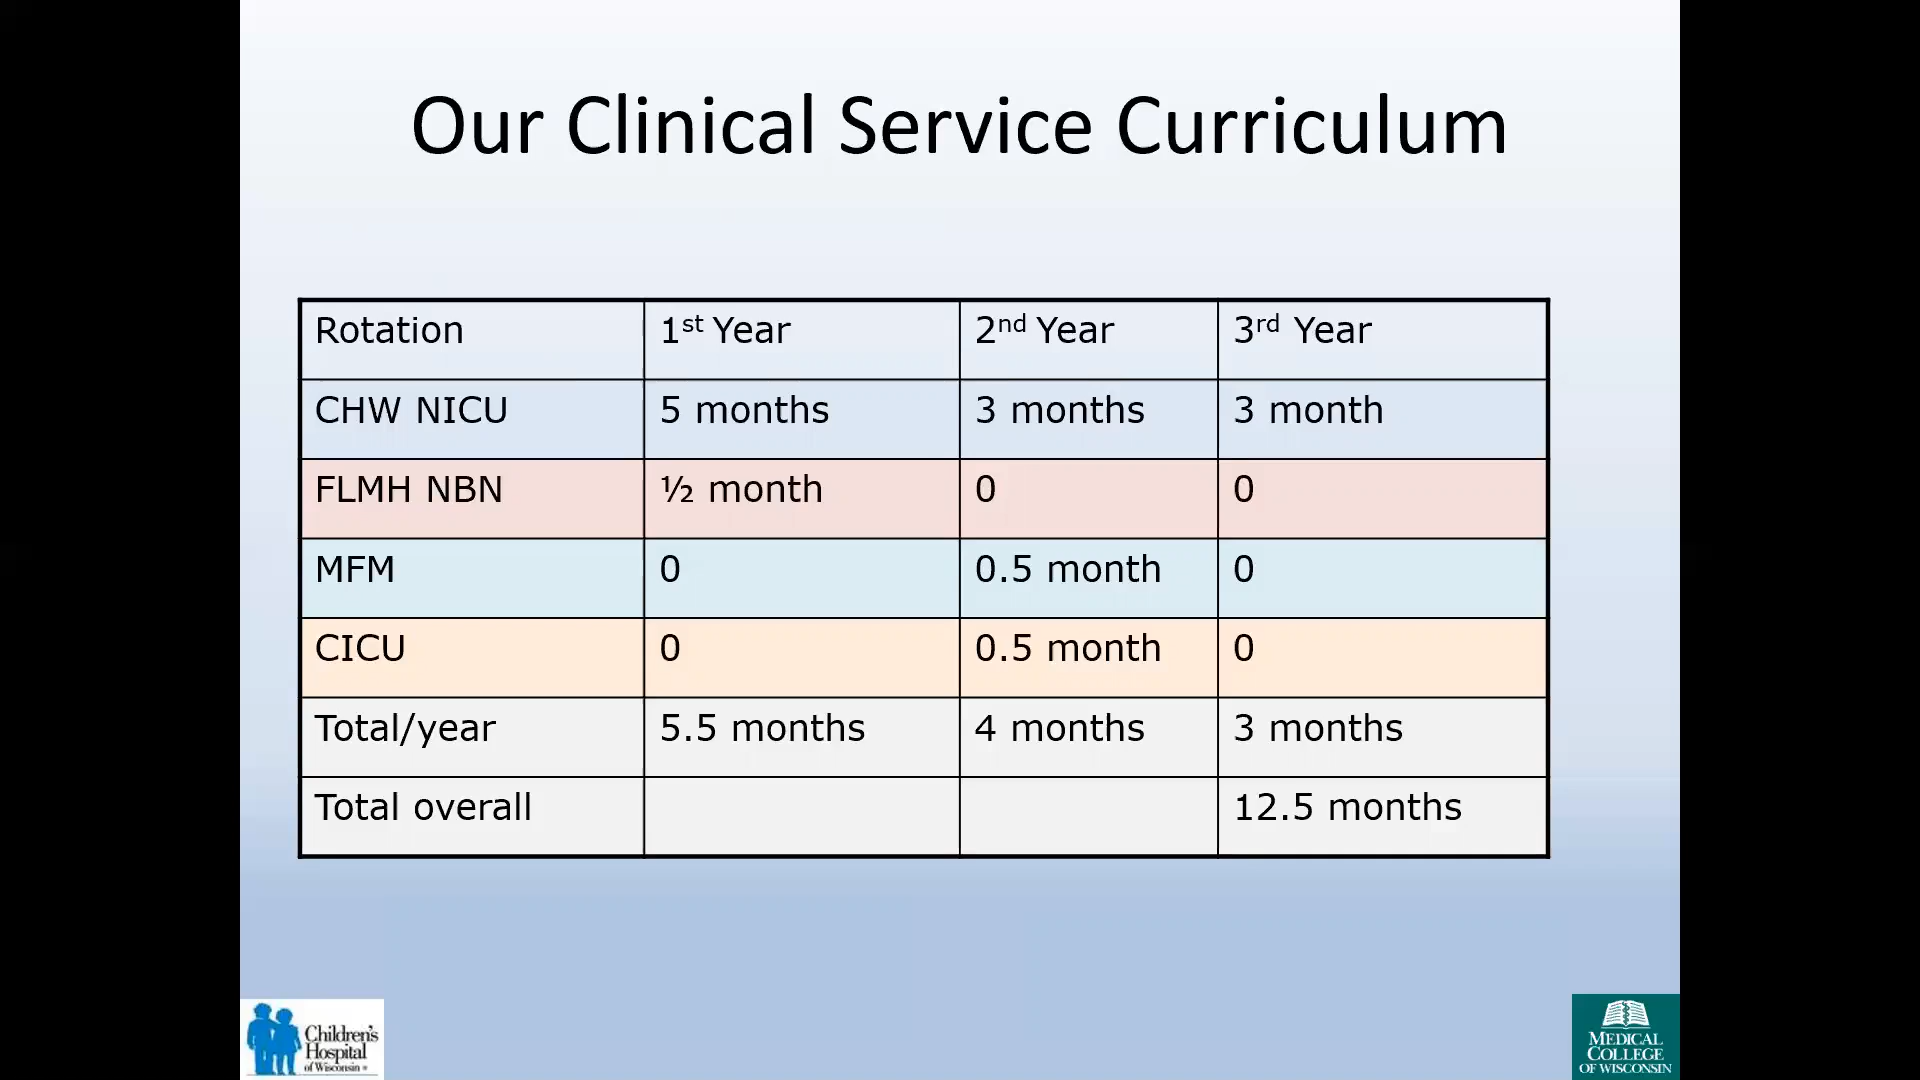 Our Clinical Service Curriculum
Rotation 1st Year 2nd Year 3rd Year
CHW NICU 5 months 3 months 3 month
FLMH NBN ½ month 0 0
MFM 0 0.5 month 0
CICU 0 0.5 month 0
Total/year 5.5 months 4 months 3 months
Total overall 12.5 months
Children's
Hospital
of Wisconsin
MEDICAL
COLLEGE
OF WISCONSIN